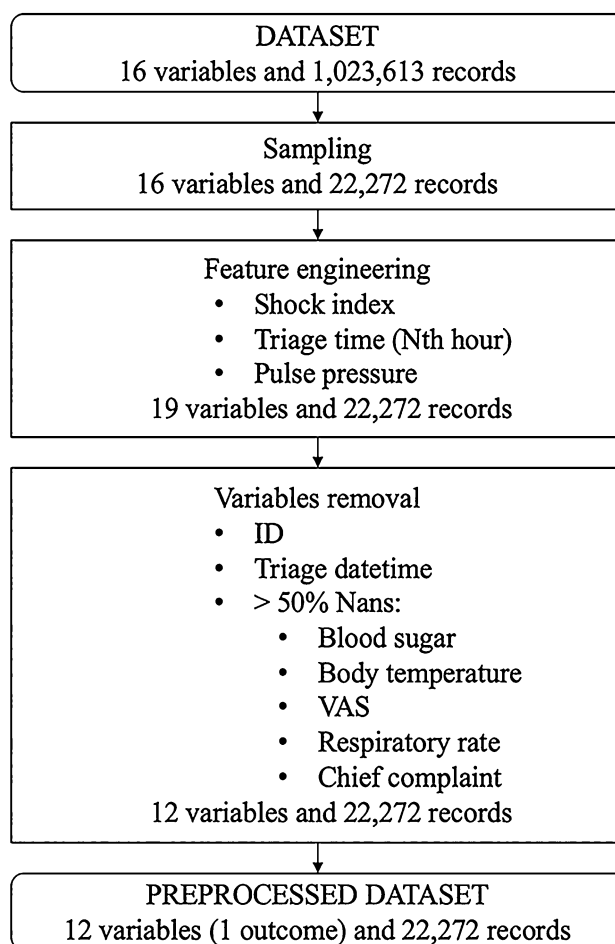 DATASET
16 variables and 1,023,613 records
Sampling
16 variables and 22,272 records
Feature engineering
• Shock index
• Triage time (Nth hour)
• Pulse pressure
19 variables and 22,272 records
Variables removal
• ID
• Triage datetime
• > 50% Nans:
• Blood sugar
• Body temperature
• VAS
• Respiratory rate
• Chief complaint
12 variables and 22,272 records
PREPROCESSED DATASET
12 variables (1 outcome) and 22,272 records